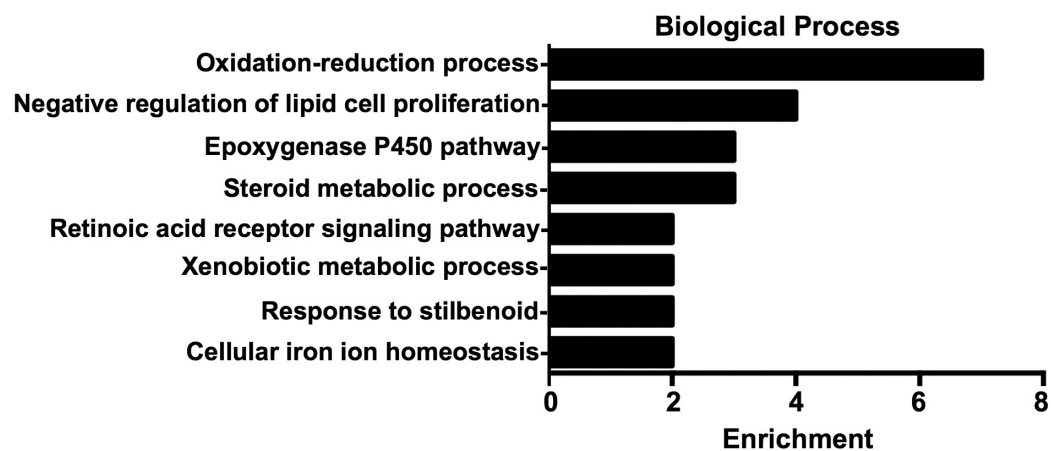 Biological Process
Oxidation-reduction process
Negative regulation of lipid cell proliferation
Epoxygenase P450 pathway
Steroid metabolic process
Retinoic acid receptor signaling pathway
Xenobiotic metabolic process
Response to stilbenoid
Cellular iron ion homeostasis
0 2 4 6 8
Enrichment